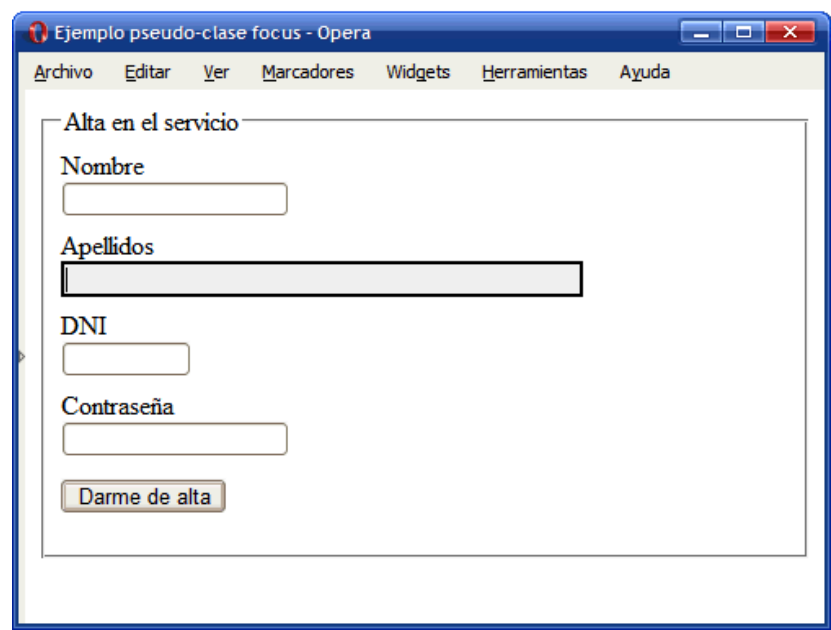 Ejemplo pseudo-clase focus - Opera
Archivo Editar Ver Marcadores Widgets Herramientas Ayuda
Alta en el servicio
Nombre
Apellidos
DNI
Contraseña
Darme de alta